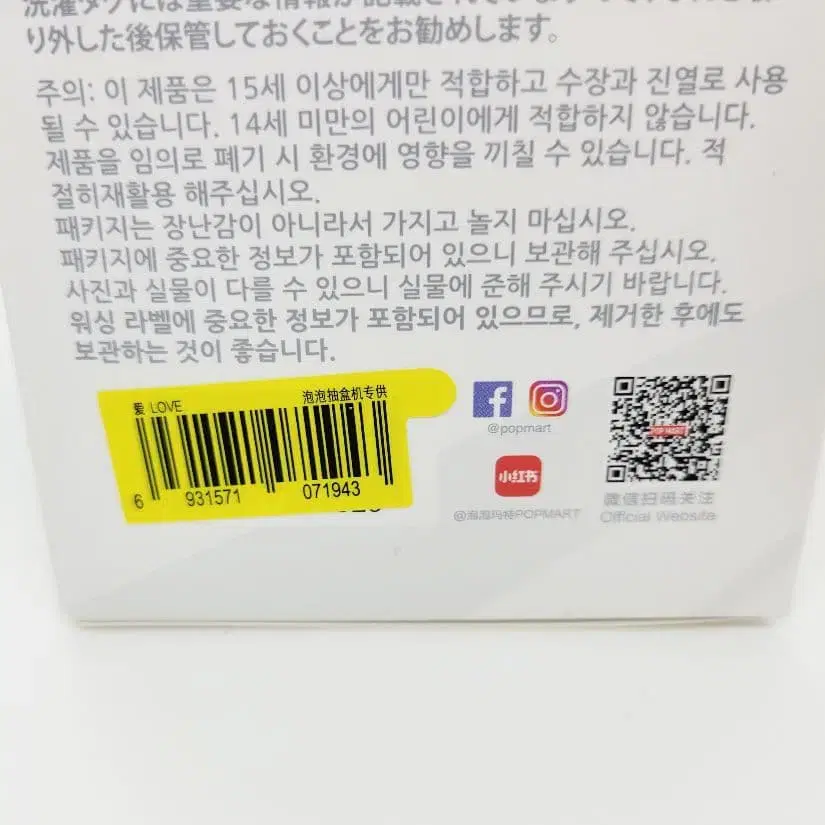 り外した後保管しておくことをお勧めします。
주의: 이 제품은 15세 이상에게만 적합하고 수장과 진열로 사용
될 수 있습니다. 14세 미만의 어린이에게 적합하지 않습니다.
제품을 임의로 폐기 시 환경에 영향을 끼칠 수 있습니다. 적
절히재활용 해주십시오.
패키지는 장난감이 아니라서 가지고 놀지 마십시오.
패키지에 중요한 정보가 포함되어 있으니 보관해 주십시오.
사진과 실물이 다를 수 있으니 실물에 준해 주시기 바랍니다.
워싱 라벨에 중요한 정보가 포함되어 있으므로, 제거한 후에도
보관하는 것이 좋습니다.
爱 LOVE 泡泡抽盒机专供
6 931571 071943
@popmart
小红书
@泡泡玛特POPMART
POP MART
微信扫码关注
Official Website